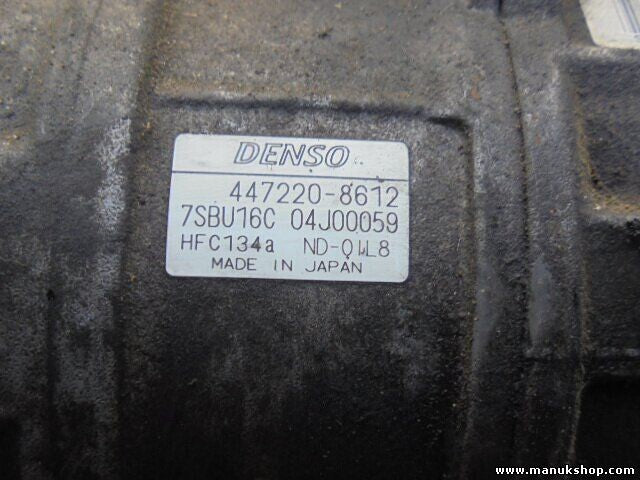 DENSO
447220-8612
7SBU16C 04J00059
HFC134a ND-OIL8
MADE IN JAPAN
www.manukshop.com